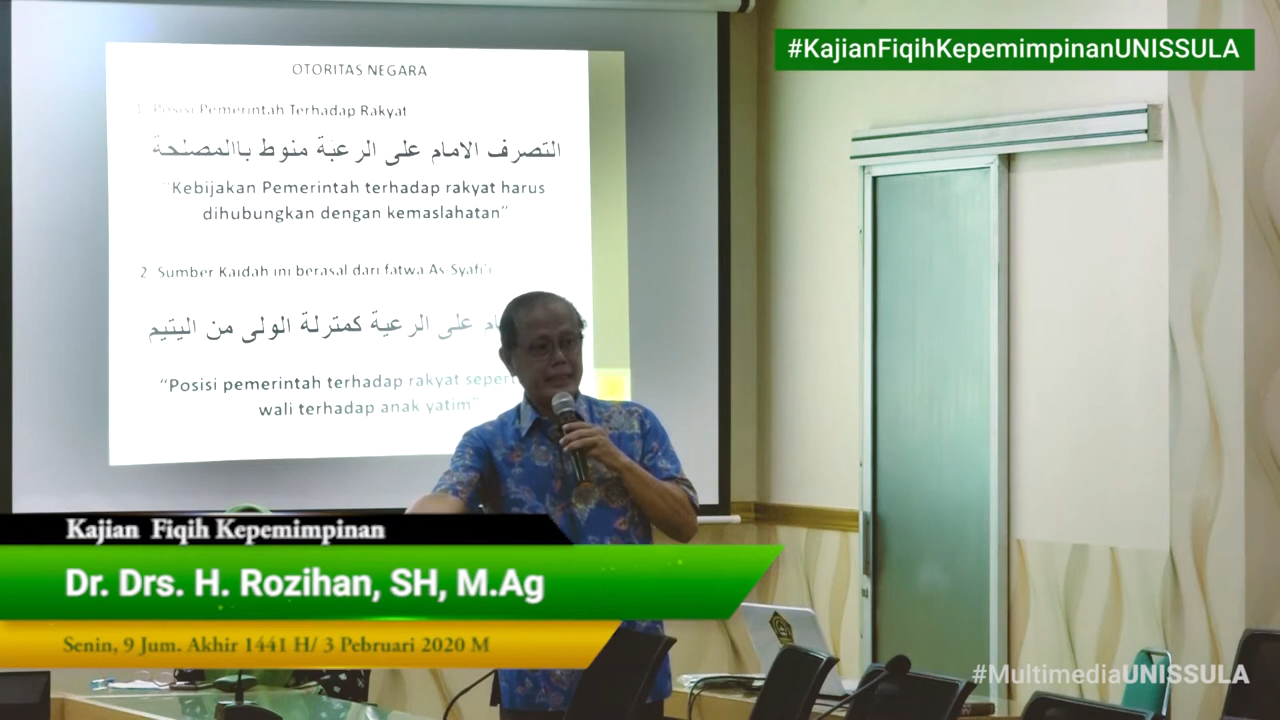 #KajianFiqihKepemimpinanUNISSULA
OTORITAS NEGARA
1. Posisi Pemerintah Terhadap Rakyat
التصرف الامام على الرعية منوط باالمصلحة
“Kebijakan Pemerintah terhadap rakyat harus
dihubungkan dengan kemaslahatan”
2 Sumber Kaidah ini berasal dari fatwa As-Syafi'i
على الرعية كمترلة الولى من اليتيم
“Posisi pemerintah terhadap rakyat
wali terhadap anak yatim”
Kajian Fiqih Kepemimpinan
Dr. Drs. H. Rozihan, SH, M.Ag
Senin, 9 Jum. Akhir 1441 H/ 3 Pebruari 2020 M
#MultimediaUNISSULA